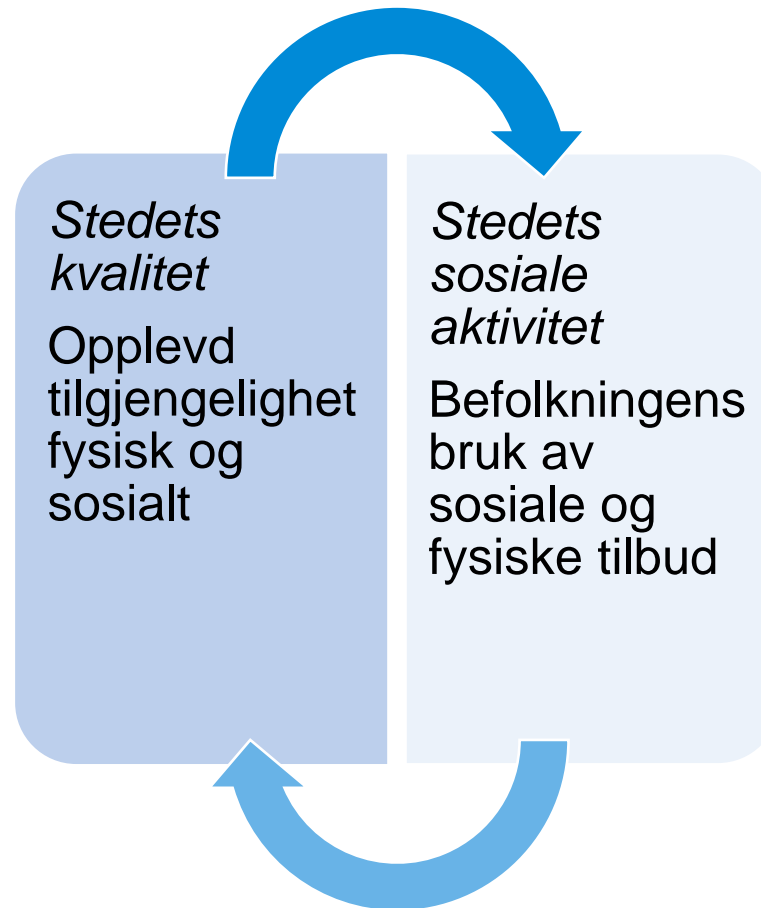 Stedets
kvalitet
Opplevd
tilgjengelighet
fysisk og
sosialt
Stedets
sosiale
aktivitet
Befolkningens
bruk av
sosiale og
fysiske tilbud